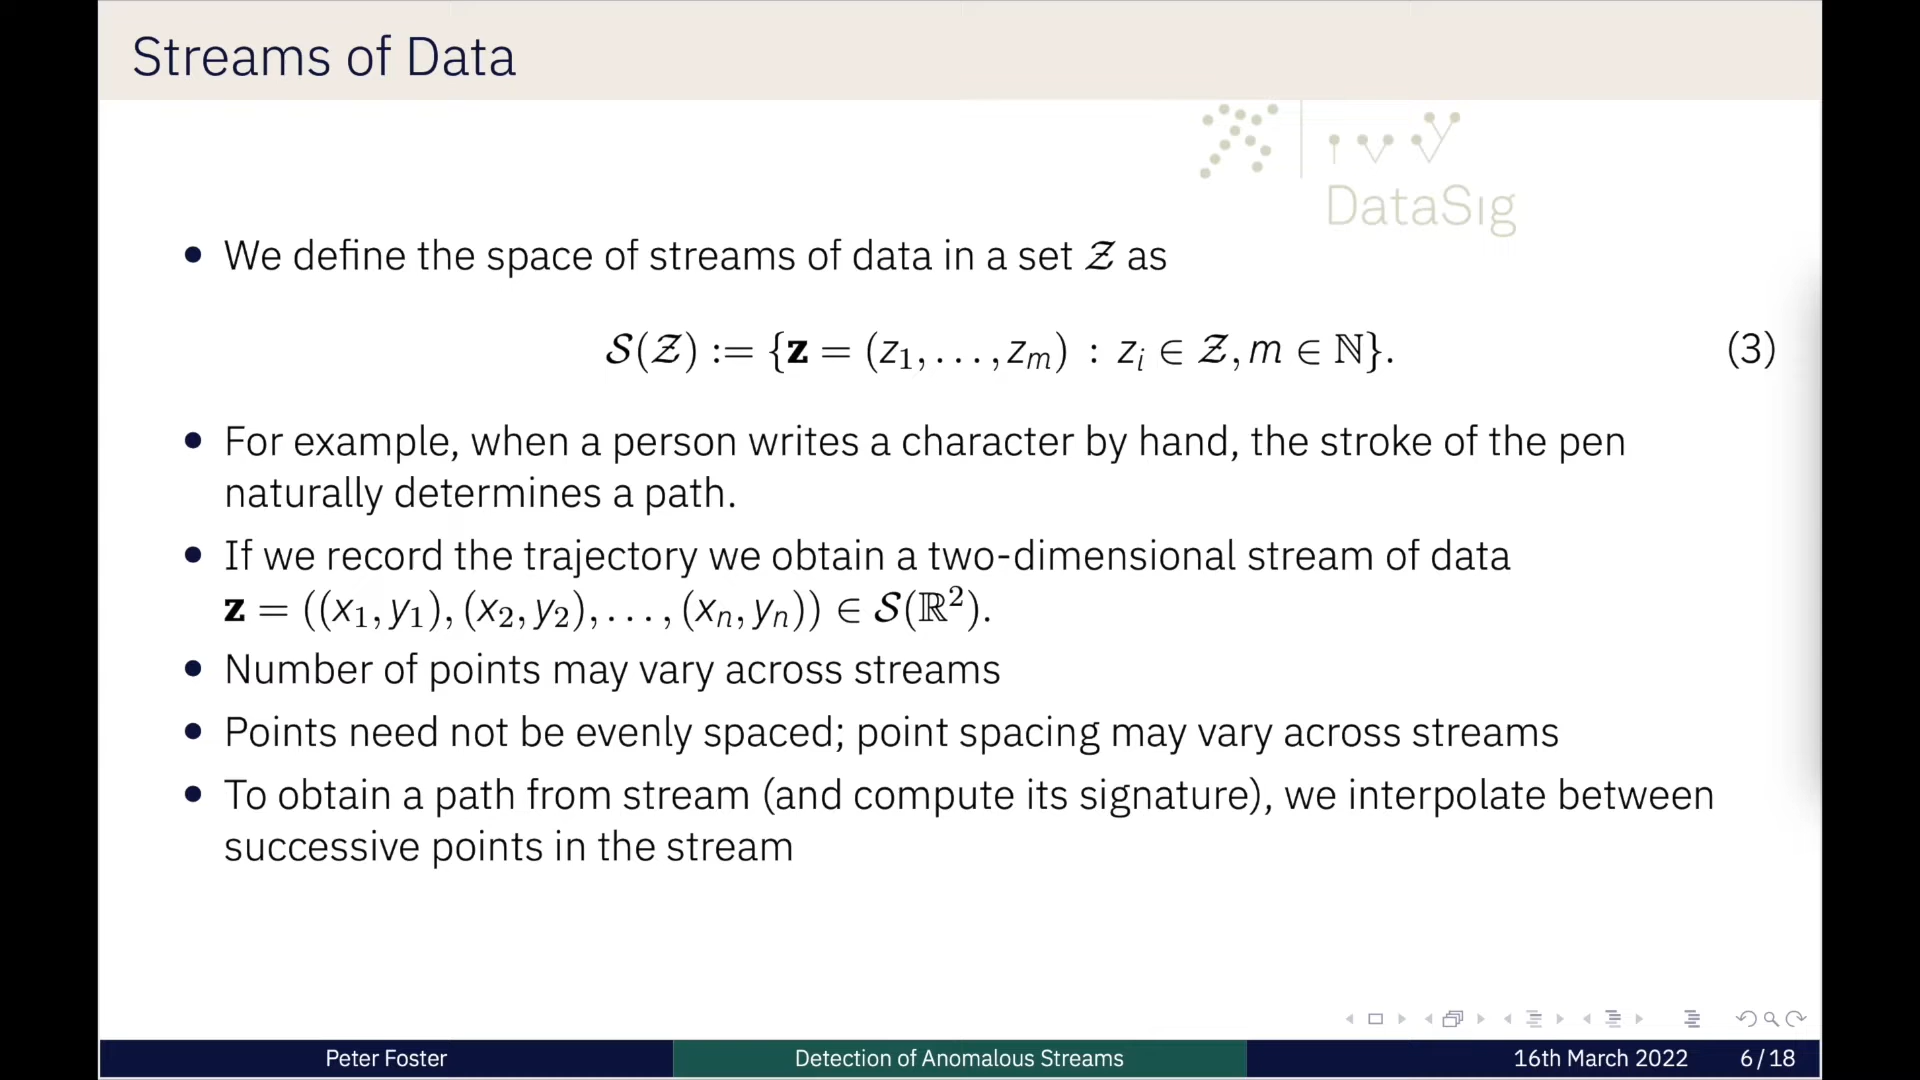 Streams of Data
DataSig
• We define the space of streams of data in a set 𝒵 as
𝒮(𝒵) := {𝐳 = (z₁, . . . , zₘ) : zᵢ ∈ 𝒵, m ∈ ℕ}. (3)
• For example, when a person writes a character by hand, the stroke of the pen
naturally determines a path.
• If we record the trajectory we obtain a two-dimensional stream of data
𝐳 = ((x₁, y₁), (x₂, y₂), . . . , (xₙ, yₙ)) ∈ 𝒮(ℝ²).
• Number of points may vary across streams
• Points need not be evenly spaced; point spacing may vary across streams
• To obtain a path from stream (and compute its signature), we interpolate between
successive points in the stream
Peter Foster Detection of Anomalous Streams 16th March 2022 6 / 18